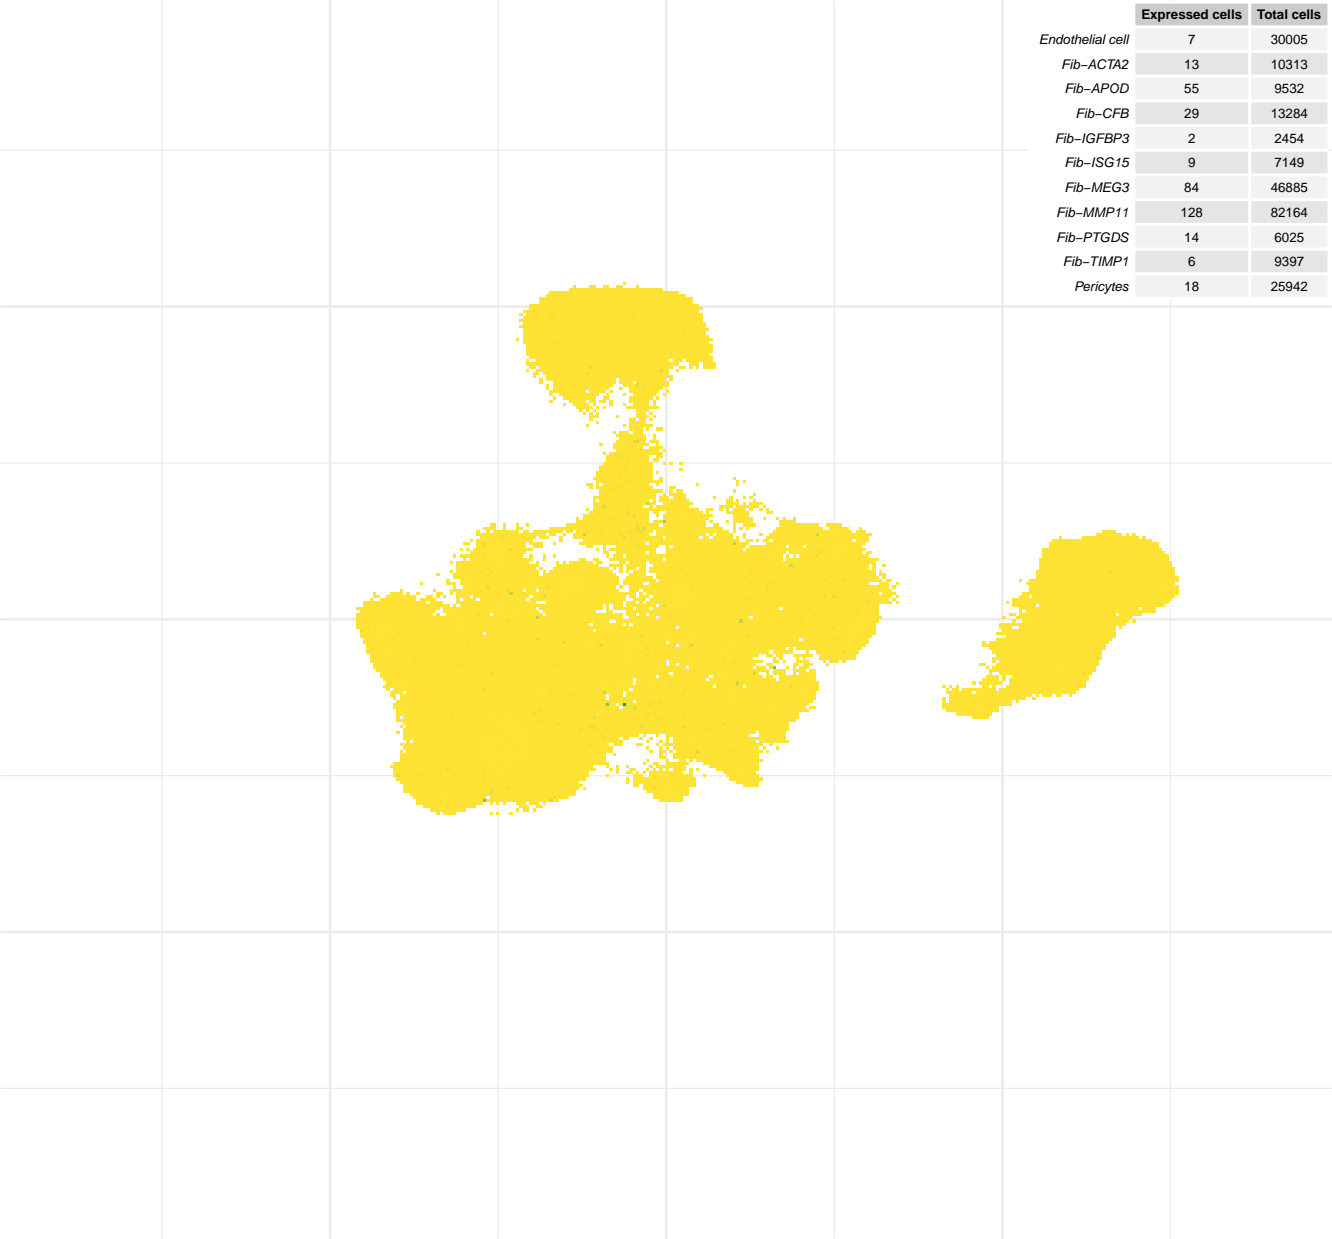 Expressed cells Total cells
Endothelial cell 7 30005
Fib−ACTA2 13 10313
Fib−APOD 55 9532
Fib−CFB 29 13284
Fib−IGFBP3 2 2454
Fib−ISG15 9 7149
Fib−MEG3 84 46885
Fib−MMP11 128 82164
Fib−PTGDS 14 6025
Fib−TIMP1 6 9397
Pericytes 18 25942